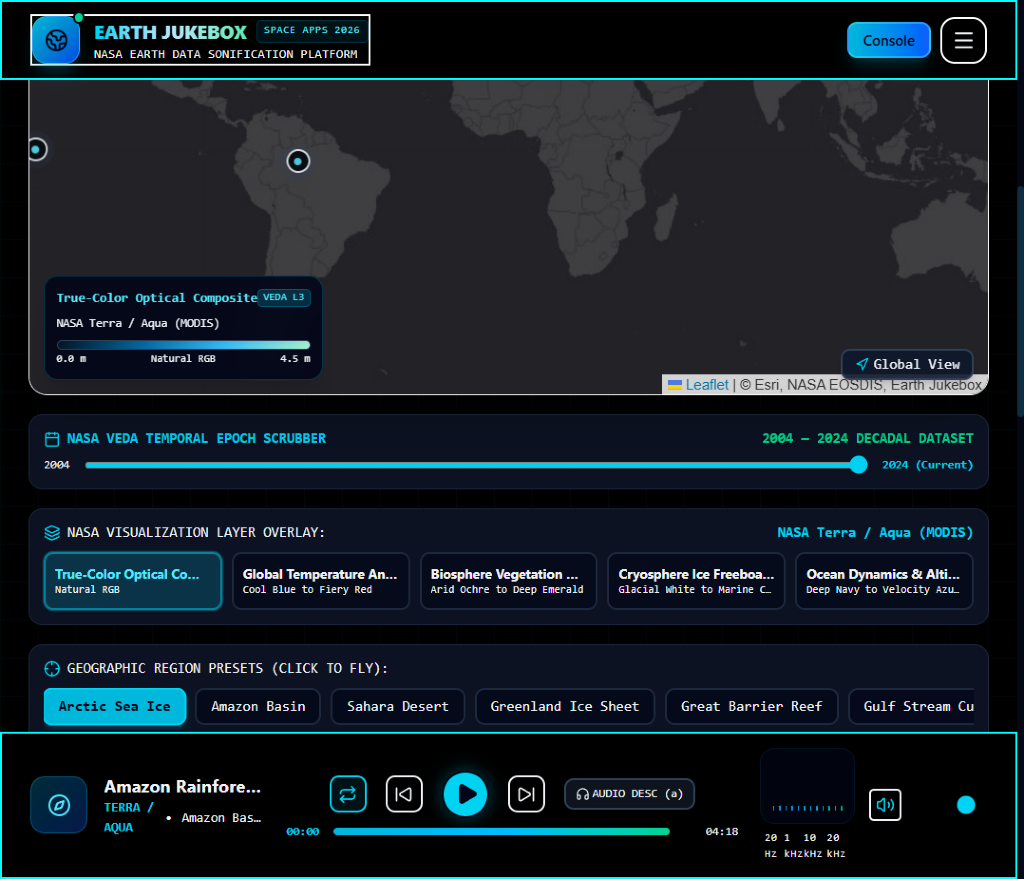 EARTH JUKEBOX SPACE APPS 2026
NASA EARTH DATA SONIFICATION PLATFORM
Console
True-Color Optical Composite VEDA L3
NASA Terra / Aqua (MODIS)
0.0 m Natural RGB 4.5 m
Global View
Leaflet | © Esri, NASA EOSDIS, Earth Jukebox
NASA VEDA TEMPORAL EPOCH SCRUBBER 2004 – 2024 DECADAL DATASET
2004 2024 (Current)
NASA VISUALIZATION LAYER OVERLAY: NASA Terra / Aqua (MODIS)
True-Color Optical Co...
Natural RGB
Global Temperature An...
Cool Blue to Fiery Red
Biosphere Vegetation ...
Arid Ochre to Deep Emerald
Cryosphere Ice Freeboa...
Glacial White to Marine C…
Ocean Dynamics & Alti...
Deep Navy to Velocity Azu…
GEOGRAPHIC REGION PRESETS (CLICK TO FLY):
Arctic Sea Ice Amazon Basin Sahara Desert Greenland Ice Sheet Great Barrier Reef Gulf Stream Cu
Amazon Rainfore...
TERRA /
AQUA
• Amazon Bas…
AUDIO DESC (a)
00:00 04:18
20 1 10 20
Hz kHz kHz kHz